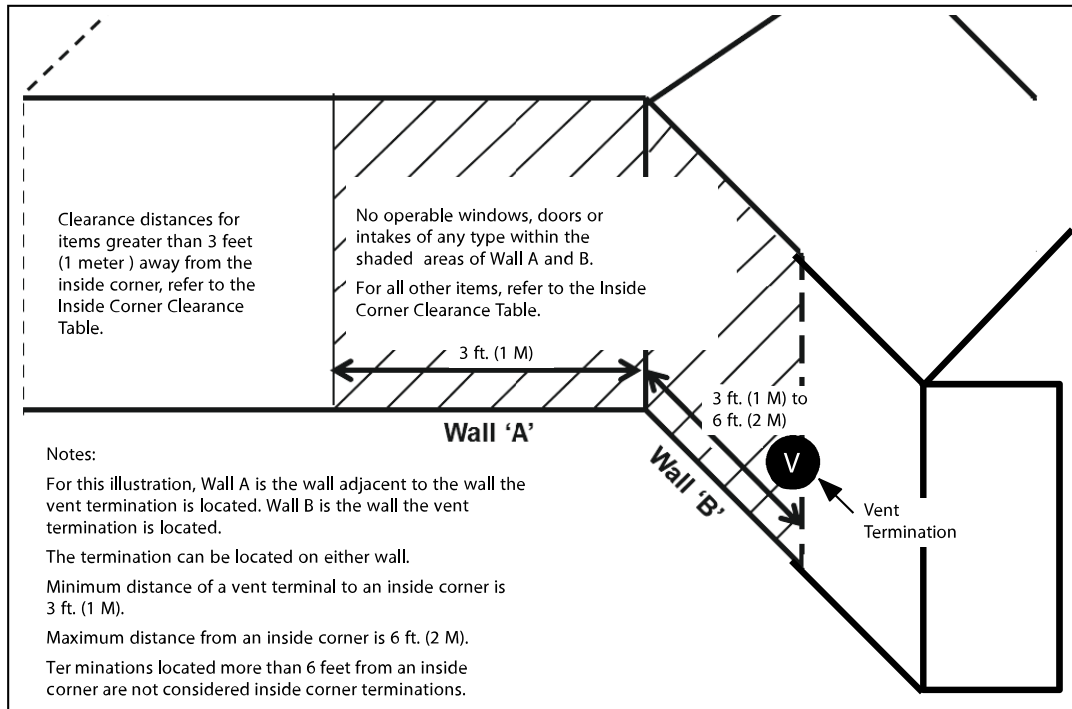 Clearance distances for
items greater than 3 feet
(1 meter ) away from the
inside corner, refer to the
Inside Corner Clearance
Table.
No operable windows, doors or
intakes of any type within the
shaded areas of Wall A and B.
For all other items, refer to the Inside
Corner Clearance Table.
3 ft. (1 M)
3 ft. (1 M) to
6 ft. (2 M)
Wall ‘A’
Wall ‘B’
V
Vent
Termination
Notes:
For this illustration, Wall A is the wall adjacent to the wall the
vent termination is located. Wall B is the wall the vent
termination is located.
The termination can be located on either wall.
Minimum distance of a vent terminal to an inside corner is
3 ft. (1 M).
Maximum distance from an inside corner is 6 ft. (2 M).
Ter minations located more than 6 feet from an inside
corner are not considered inside corner terminations.